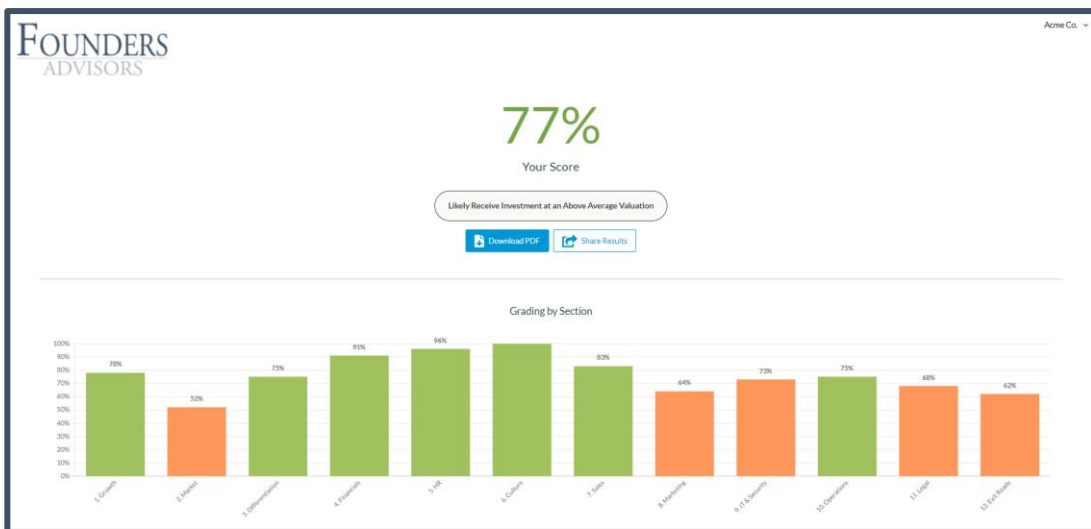 Acme Co.
FOUNDERS
ADVISORS
77%
Your Score
Likely Receive Investment at an Above Average Valuation
Download PDF
Share Results
Grading by Section
100%
90%
80%
70%
60%
50%
40%
30%
20%
10%
0%
78%
52%
75%
91%
96%
83%
64%
73%
75%
68%
62%
1. Growth
2. Market
3. Differentiation
4. Financials
5. HR
6. Culture
7. Sales
8. Marketing
9. IT & Security
10. Operations
11. Legal
12. Exit Ready